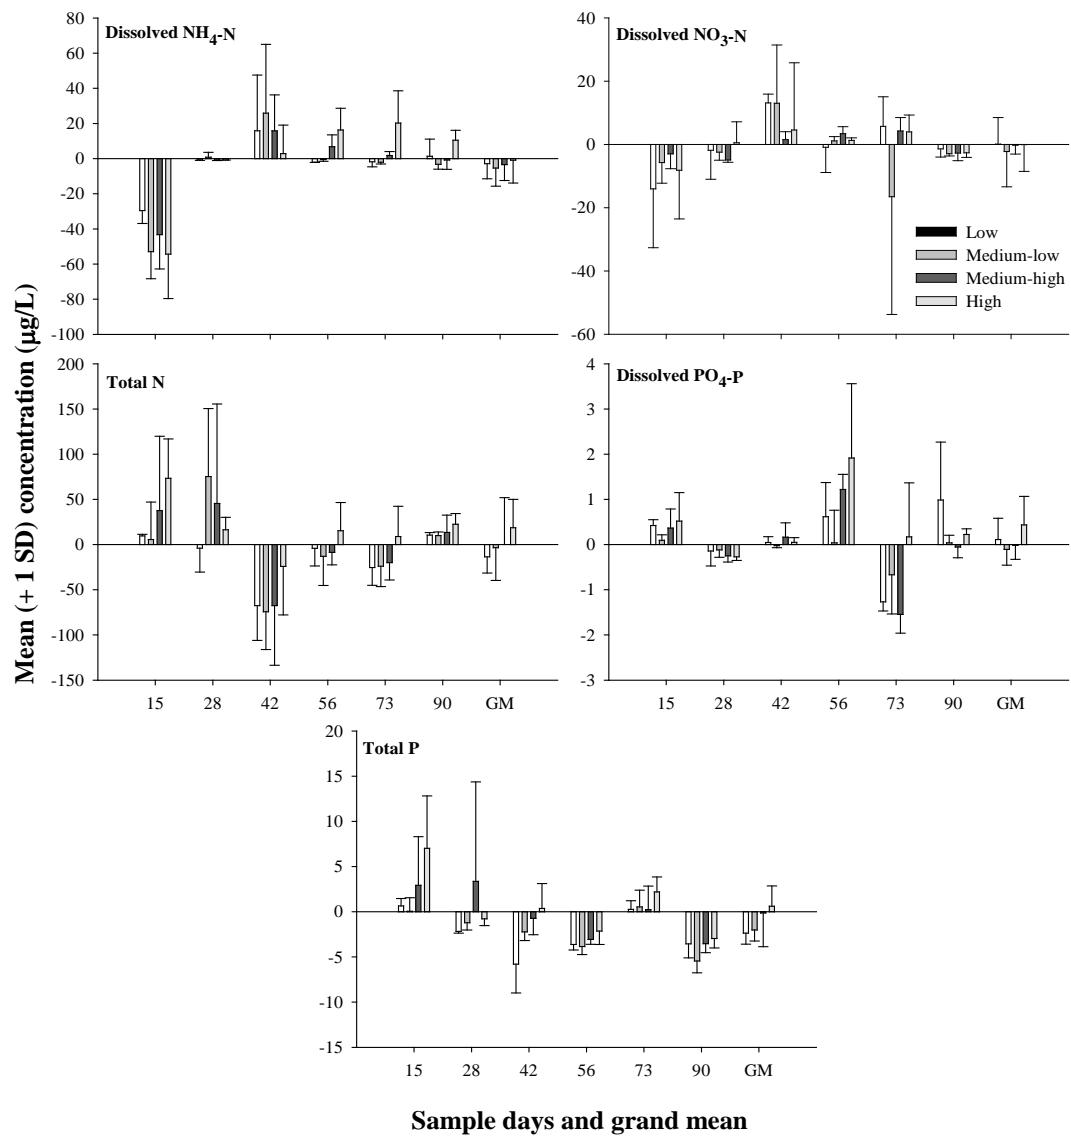 Mean (+ 1 SD) concentration (µg/L)
Dissolved NH4-N
80
60
40
20
0
-20
-40
-60
-80
-100
Dissolved NO3-N
40
20
0
-20
-40
-60
Low
Medium-low
Medium-high
High
Total N
200
150
100
50
0
-50
-100
-150
15 28 42 56 73 90 GM
Dissolved PO4-P
4
3
2
1
0
-1
-2
-3
15 28 42 56 73 90 GM
Total P
20
15
10
5
0
-5
-10
-15
15 28 42 56 73 90 GM
Sample days and grand mean